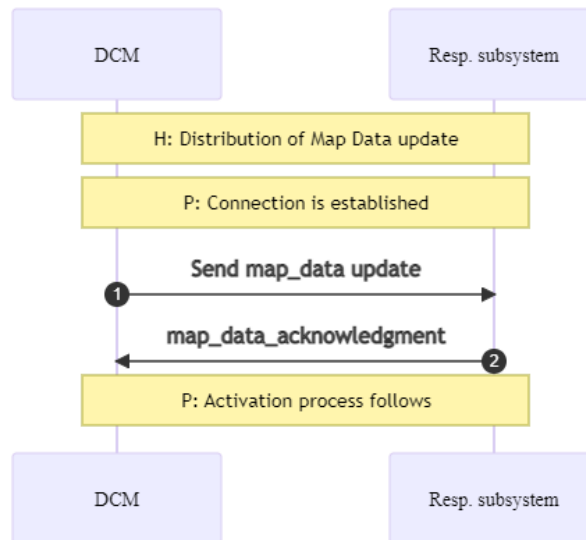 DCM
Resp. subsystem
H: Distribution of Map Data update
P: Connection is established
Send map_data update
1
map_data_acknowledgment
2
P: Activation process follows
DCM
Resp. subsystem